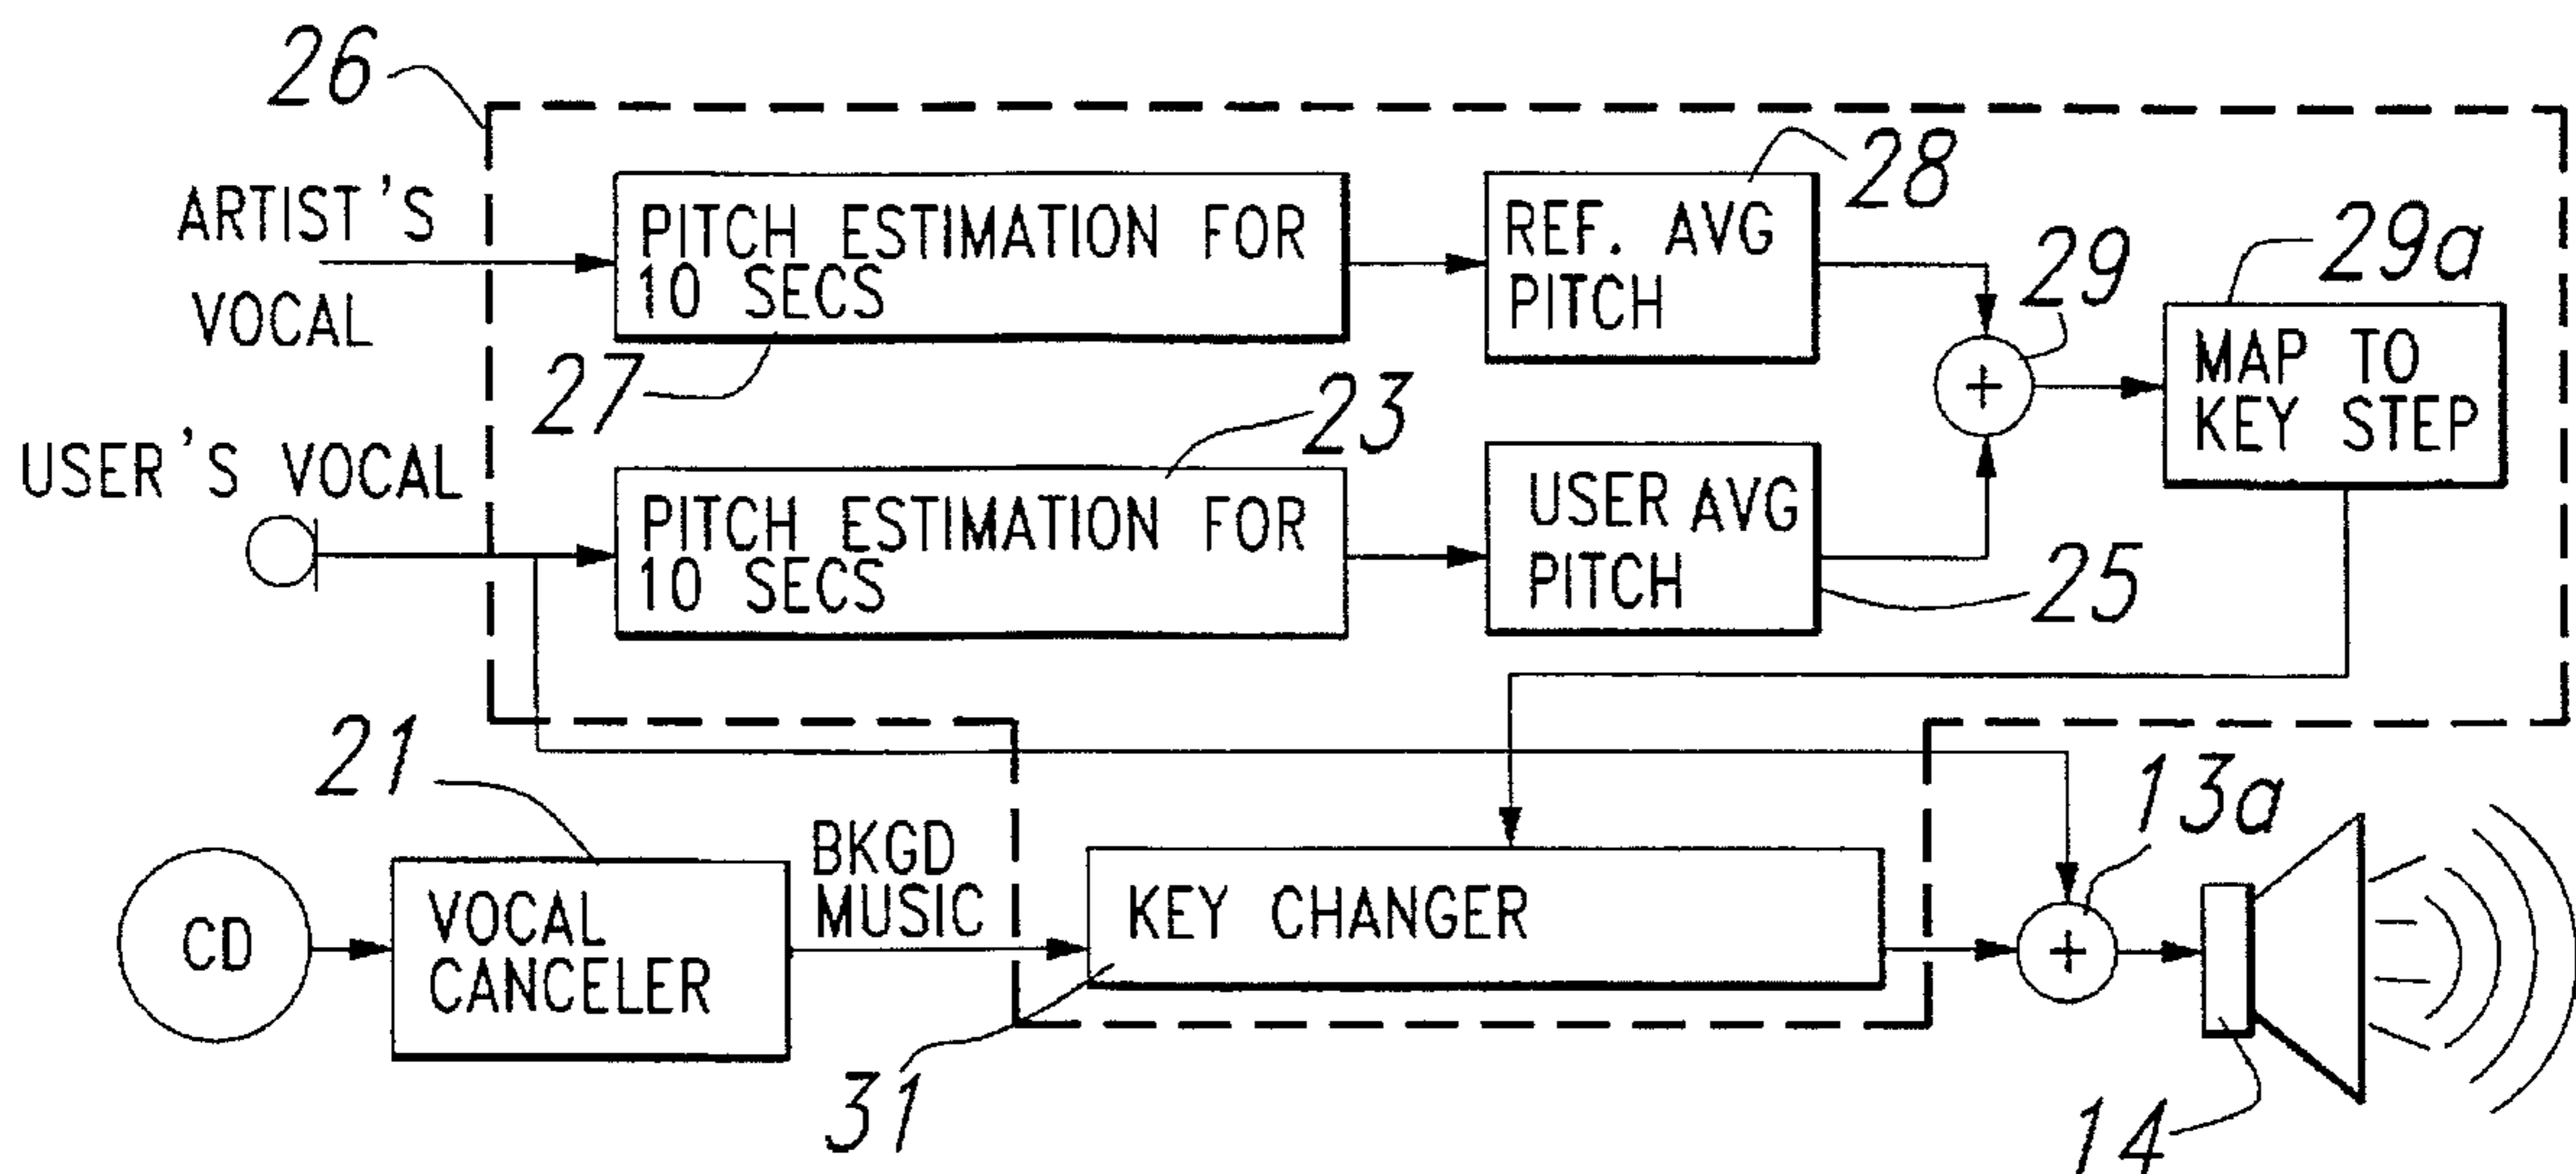 26
ARTIST'S
VOCAL
PITCH ESTIMATION FOR
10 SECS
27
REF. AVG
PITCH
28
29
29a
MAP TO
KEY STEP
USER'S VOCAL
PITCH ESTIMATION FOR
10 SECS
23
USER AVG
PITCH
25
21
CD
VOCAL
CANCELER
BKGD
MUSIC
KEY CHANGER
31
+
+
13a
14